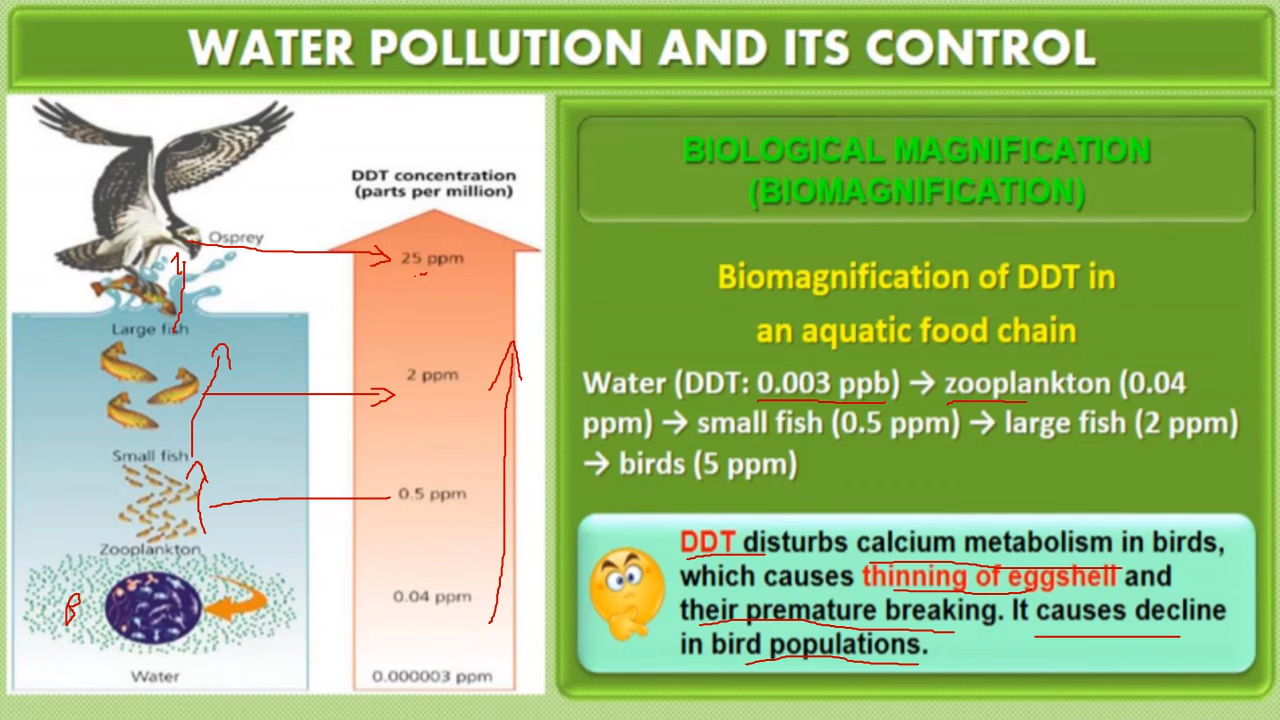 WATER POLLUTION AND ITS CONTROL
DDT concentration
(parts per million)
Osprey
25 ppm
Large fish
2 ppm
Small fish
0.5 ppm
Zooplankton
0.04 ppm
Water
0.000003 ppm
BIOLOGICAL MAGNIFICATION
(BIOMAGNIFICATION)
Biomagnification of DDT in
an aquatic food chain
Water (DDT: 0.003 ppb) → zooplankton (0.04
ppm) → small fish (0.5 ppm) → large fish (2 ppm)
→ birds (5 ppm)
DDT disturbs calcium metabolism in birds,
which causes thinning of eggshell and
their premature breaking. It causes decline
in bird populations.